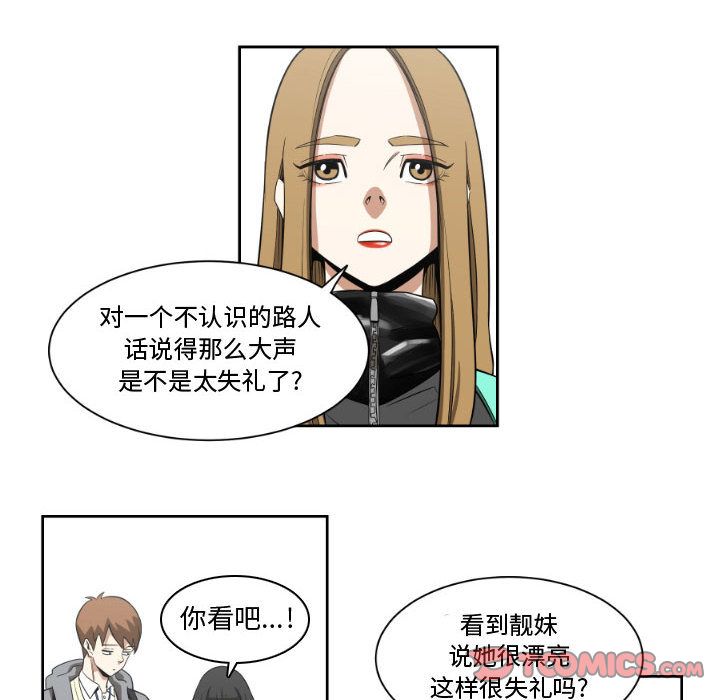 对一个不认识的路人
话说得那么大声
是不是太失礼了?
你看吧...!
看到靓妹
说她很漂亮
这样很失礼吗?
COMICSMI.COM